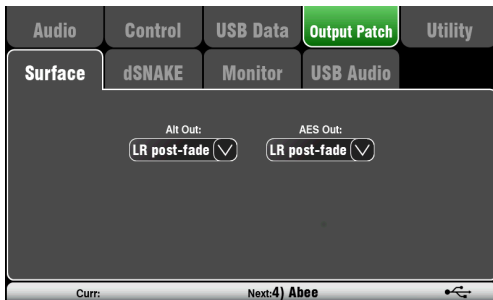 Audio Control USB Data Output Patch Utility
Surface dSNAKE Monitor USB Audio
Alt Out: AES Out:
LR post-fade LR post-fade
Curr: Next:4) Abee